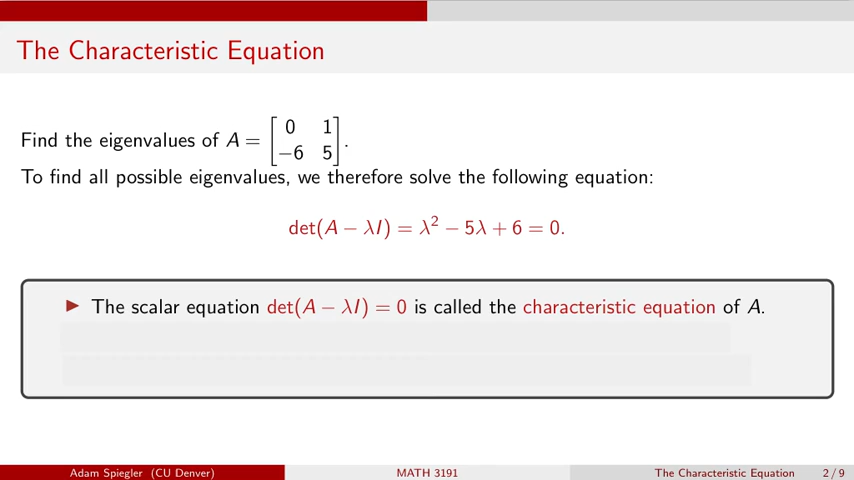 The Characteristic Equation
Find the eigenvalues of A = [0 1; −6 5].
To find all possible eigenvalues, we therefore solve the following equation:
det(A − λI) = λ² − 5λ + 6 = 0.
▶ The scalar equation det(A − λI) = 0 is called the characteristic equation of A.
Adam Spiegler (CU Denver) MATH 3191 The Characteristic Equation 2 / 9